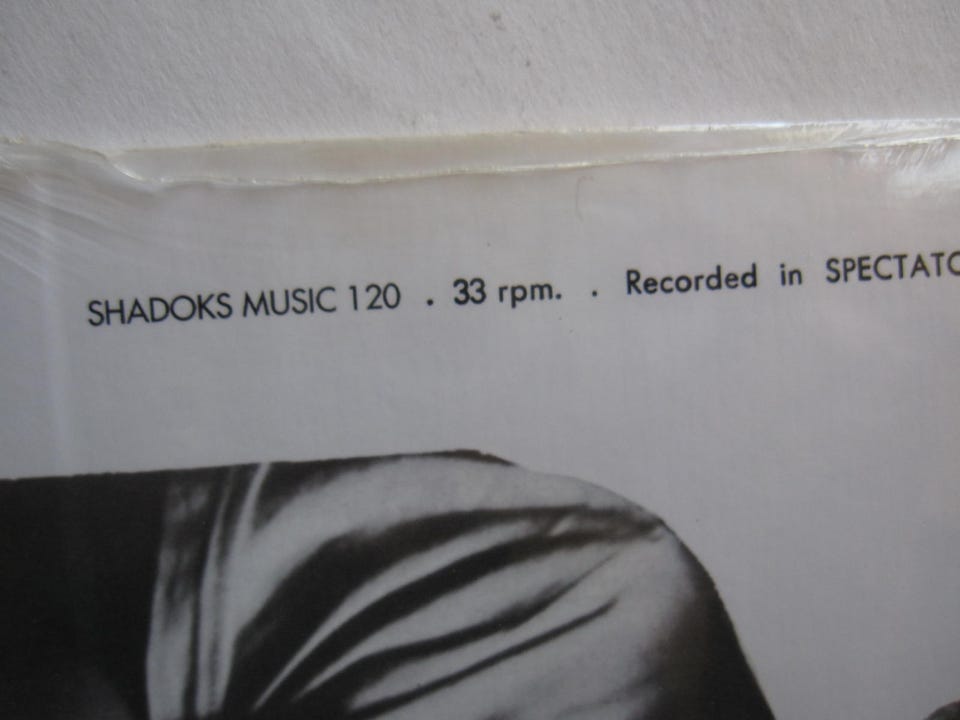 SHADOKS MUSIC 120 . 33 rpm. . Recorded in